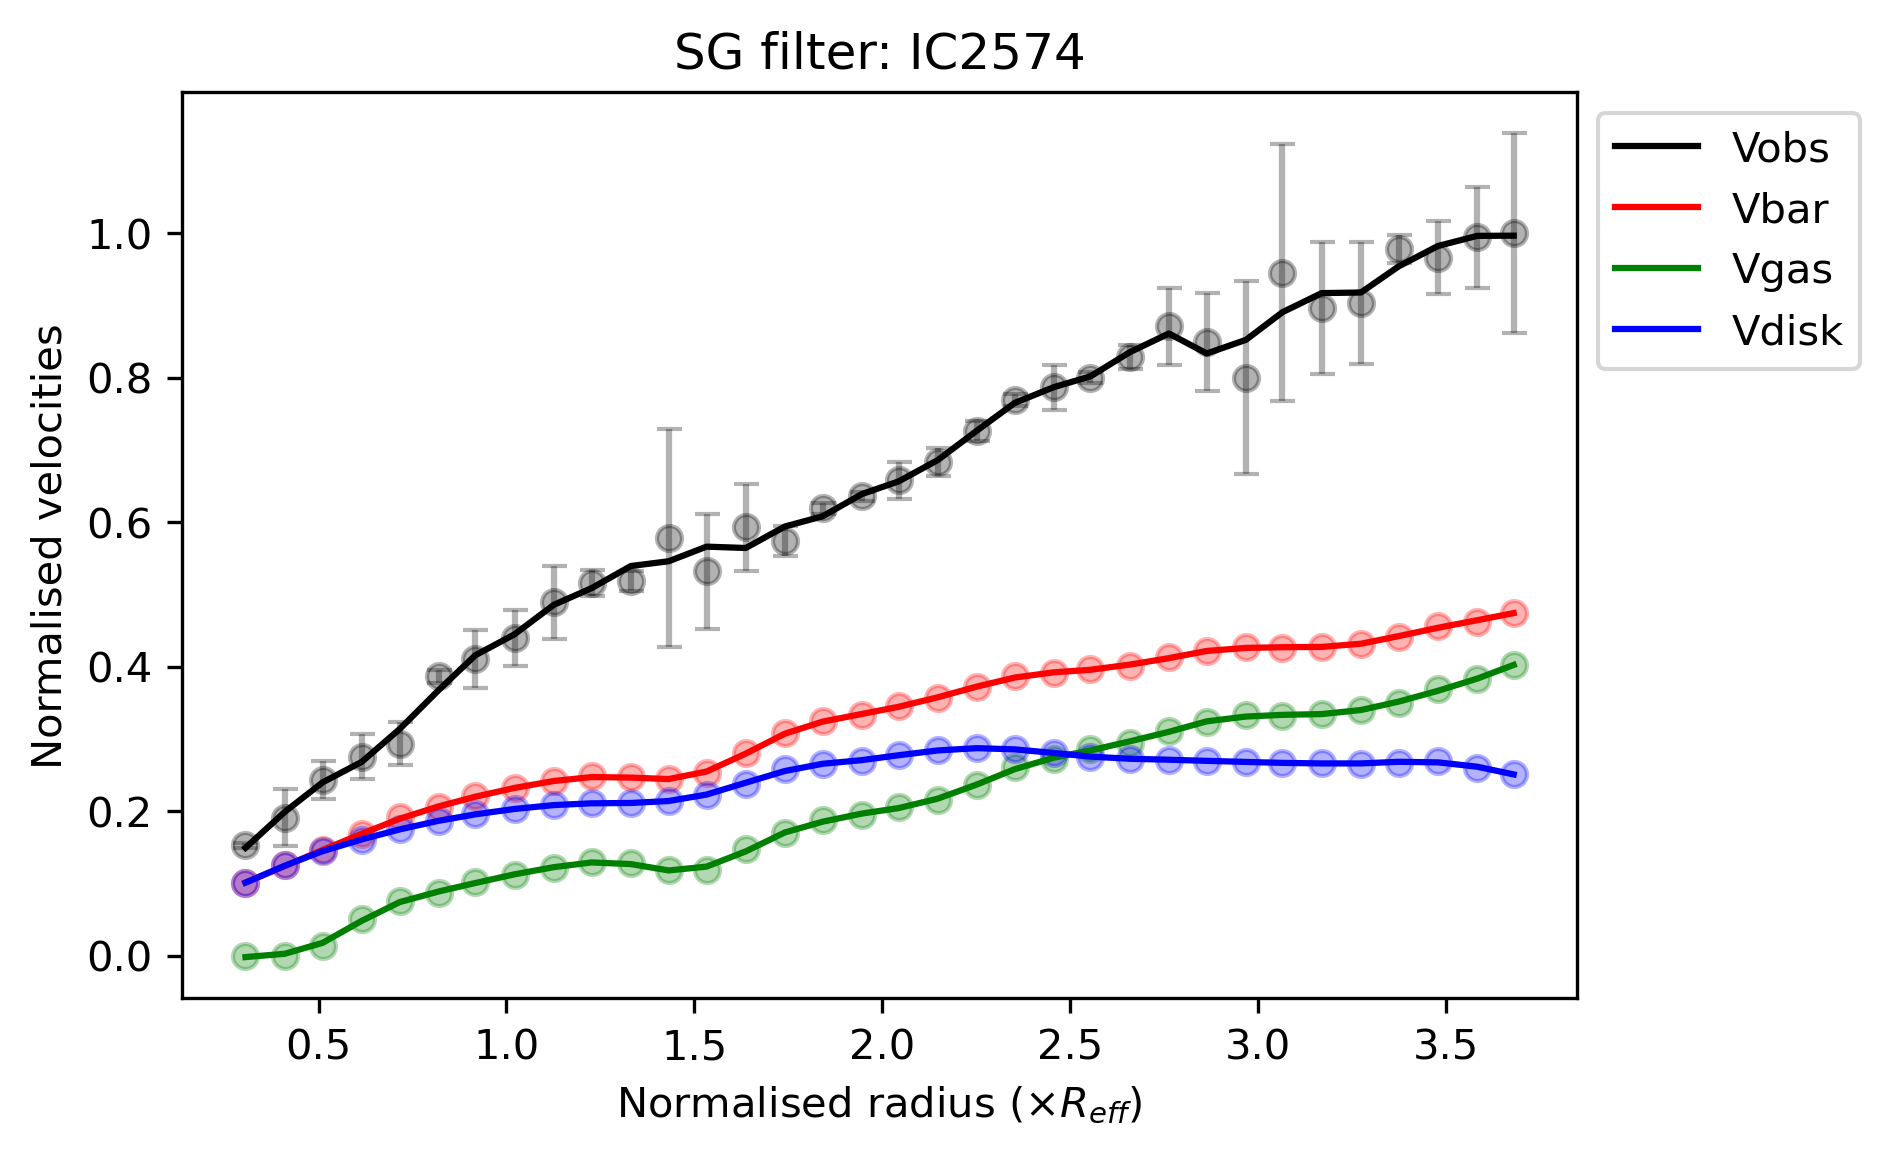 SG filter: IC2574
Normalised velocities
1.0
0.8
0.6
0.4
0.2
0.0
0.5
1.0
1.5
2.0
2.5
3.0
3.5
Normalised radius (×R_eff)
Vobs
Vbar
Vgas
Vdisk